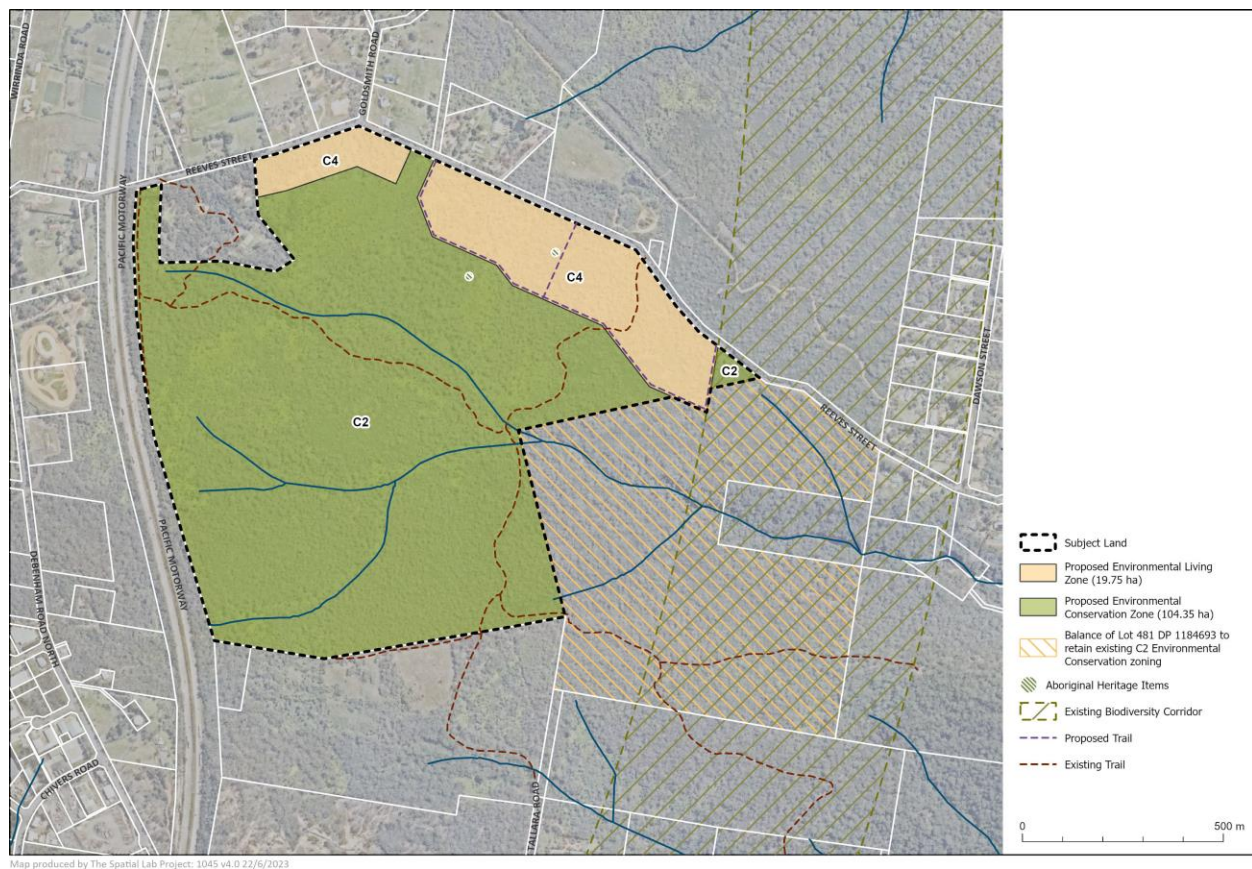 WIRRINDA ROAD
GOLDSMITH ROAD
REEVES STREET
C4
PACIFIC MOTORWAY
C4
C2
C2
REEVES STREET
DAWSON STREET
PACIFIC MOTORWAY
DEBENHAM ROAD NORTH
CHIVERS ROAD
TALLARA ROAD
Subject Land
Proposed Environmental Living
Zone (19.75 ha)
Proposed Environmental
Conservation Zone (104.35 ha)
Balance of Lot 481 DP 1184693 to
retain existing C2 Environmental
Conservation zoning
Aboriginal Heritage Items
Existing Biodiversity Corridor
Proposed Trail
Existing Trail
0 500 m
Map produced by The Spatial Lab Project: 1045 v4.0 22/6/2023